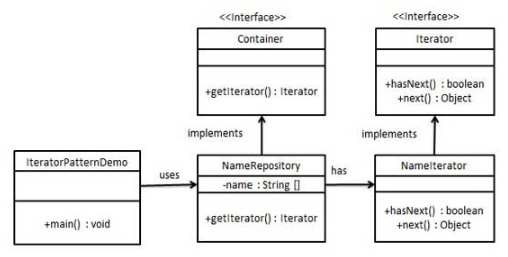 <<Interface>>
Container
+getIterator() : Iterator
<<Interface>>
Iterator
+hasNext() : boolean
+next() : Object
implements
implements
IteratorPatternDemo
+main() : void
uses
NameRepository
-name : String []
+getIterator() : Iterator
has
NameIterator
+hasNext() : boolean
+next() : Object